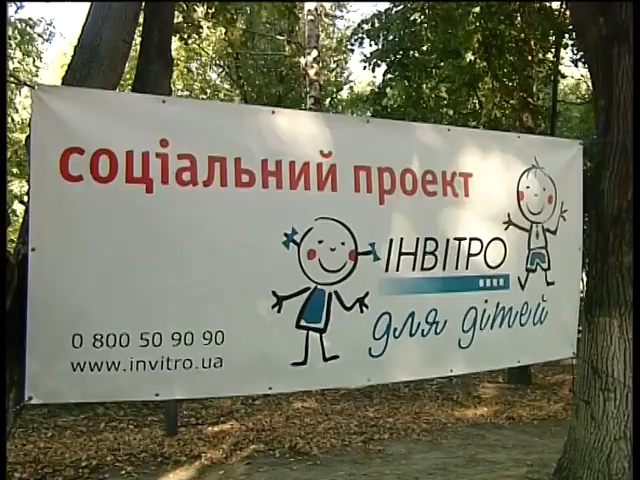 соціальний проект
ІНВІТРО
для дітей
0 800 50 90 90
www.invitro.ua